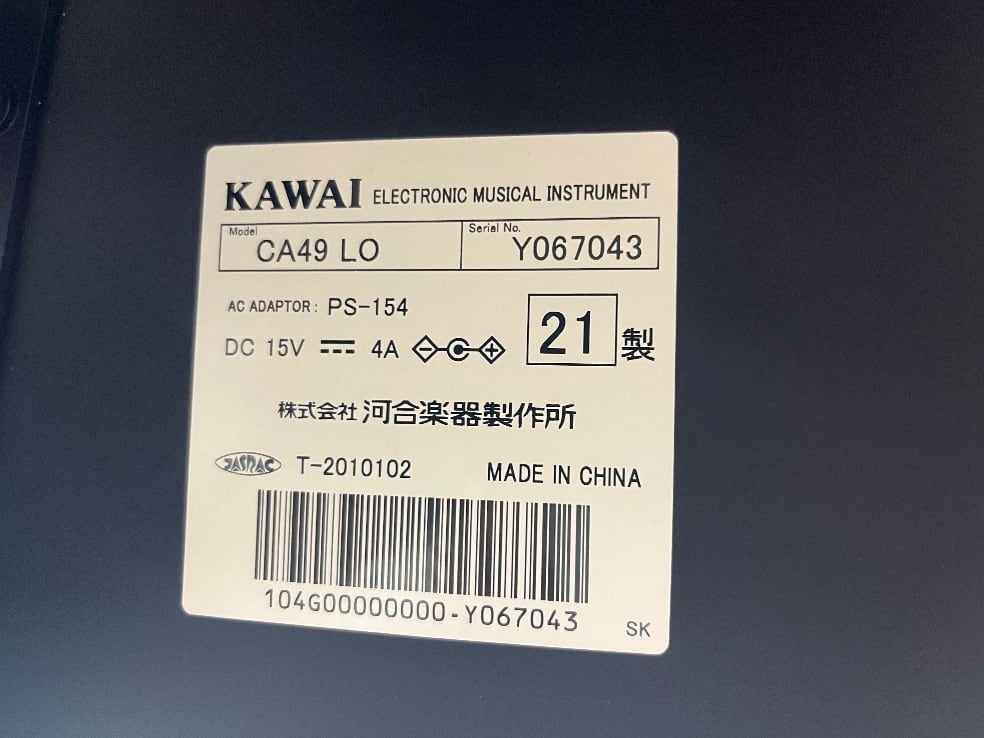 KAWAI ELECTRONIC MUSICAL INSTRUMENT
Model CA49 LO Serial No. Y067043
AC ADAPTOR: PS-154
DC 15V 4A
21 製
株式会社 河合楽器製作所
JASRAC T-2010102 MADE IN CHINA
104G00000000-Y067043
SK